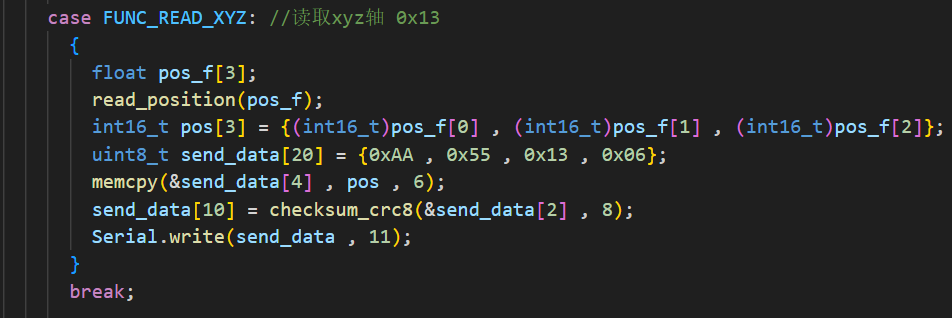 case FUNC_READ_XYZ: //读取xyz轴 0x13
{
float pos_f[3];
read_position(pos_f);
int16_t pos[3] = {(int16_t)pos_f[0] , (int16_t)pos_f[1] , (int16_t)pos_f[2]};
uint8_t send_data[20] = {0xAA , 0x55 , 0x13 , 0x06};
memcpy(&send_data[4] , pos , 6);
send_data[10] = checksum_crc8(&send_data[2] , 8);
Serial.write(send_data , 11);
}
break;